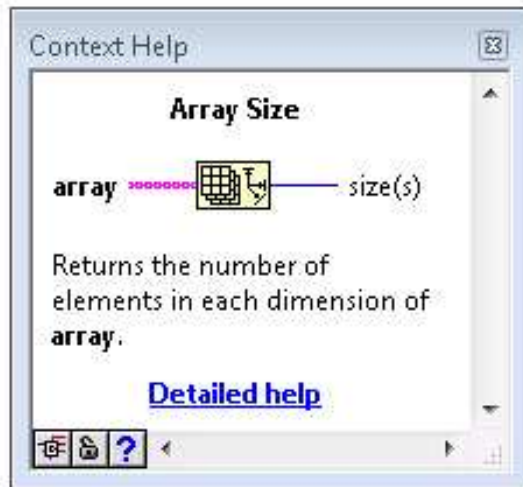 Context Help
Array Size
array size(s)
Returns the number of
elements in each dimension of
array.
Detailed help
?